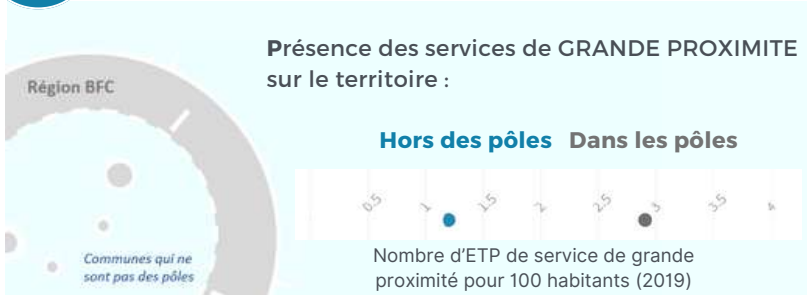 Présence des services de GRANDE PROXIMITE
sur le territoire :
Région BFC
Hors des pôles Dans les pôles
0.5 1 1.5 2 2.5 3 3.5 4
Communes qui ne
sont pas des pôles
Nombre d’ETP de service de grande
proximité pour 100 habitants (2019)